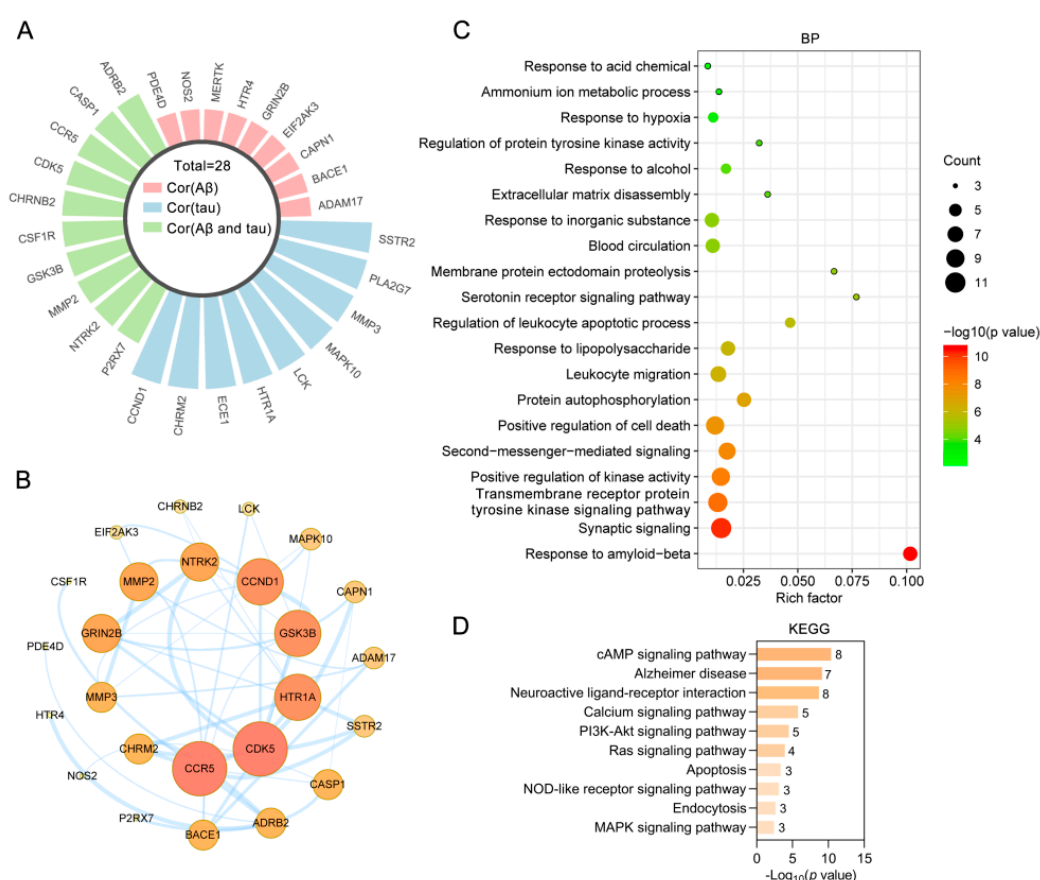 A
ADRB2
CASP1
CCR5
CDK5
CHRNB2
CSF1R
GSK3B
MMP2
NTRK2
P2RX7
PDE4D
NOS2
MERTK
HTR4
GRIN2B
EIF2AK3
CAPN1
BACE1
ADAM17
SSTR2
PLA2G7
MMP3
MAPK10
LCK
HTR1A
ECE1
CHRM2
CCND1
Total=28
Cor(Aβ)
Cor(tau)
Cor(Aβ and tau)
B
CHRNB2
LCK
EIF2AK3
MAPK10
NTRK2
CCND1
CSF1R
MMP2
CAPN1
GRIN2B
GSK3B
PDE4D
ADAM17
MMP3
HTR1A
HTR4
SSTR2
CHRM2
CDK5
CCR5
NOS2
CASP1
P2RX7
ADRB2
BACE1
C
BP
Response to acid chemical
Ammonium ion metabolic process
Response to hypoxia
Regulation of protein tyrosine kinase activity
Response to alcohol
Extracellular matrix disassembly
Response to inorganic substance
Blood circulation
Membrane protein ectodomain proteolysis
Serotonin receptor signaling pathway
Regulation of leukocyte apoptotic process
Response to lipopolysaccharide
Leukocyte migration
Protein autophosphorylation
Positive regulation of cell death
Second−messenger−mediated signaling
Positive regulation of kinase activity
Transmembrane receptor protein
tyrosine kinase signaling pathway
Synaptic signaling
Response to amyloid−beta
0.025 0.050 0.075 0.100
Rich factor
Count
3
5
7
9
11
−log10(p value)
10
8
6
4
D
KEGG
cAMP signaling pathway 8
Alzheimer disease 7
Neuroactive ligand-receptor interaction 8
Calcium signaling pathway 5
PI3K-Akt signaling pathway 5
Ras signaling pathway 4
Apoptosis 3
NOD-like receptor signaling pathway 3
Endocytosis 3
MAPK signaling pathway 3
0 5 10 15
-Log10(p value)